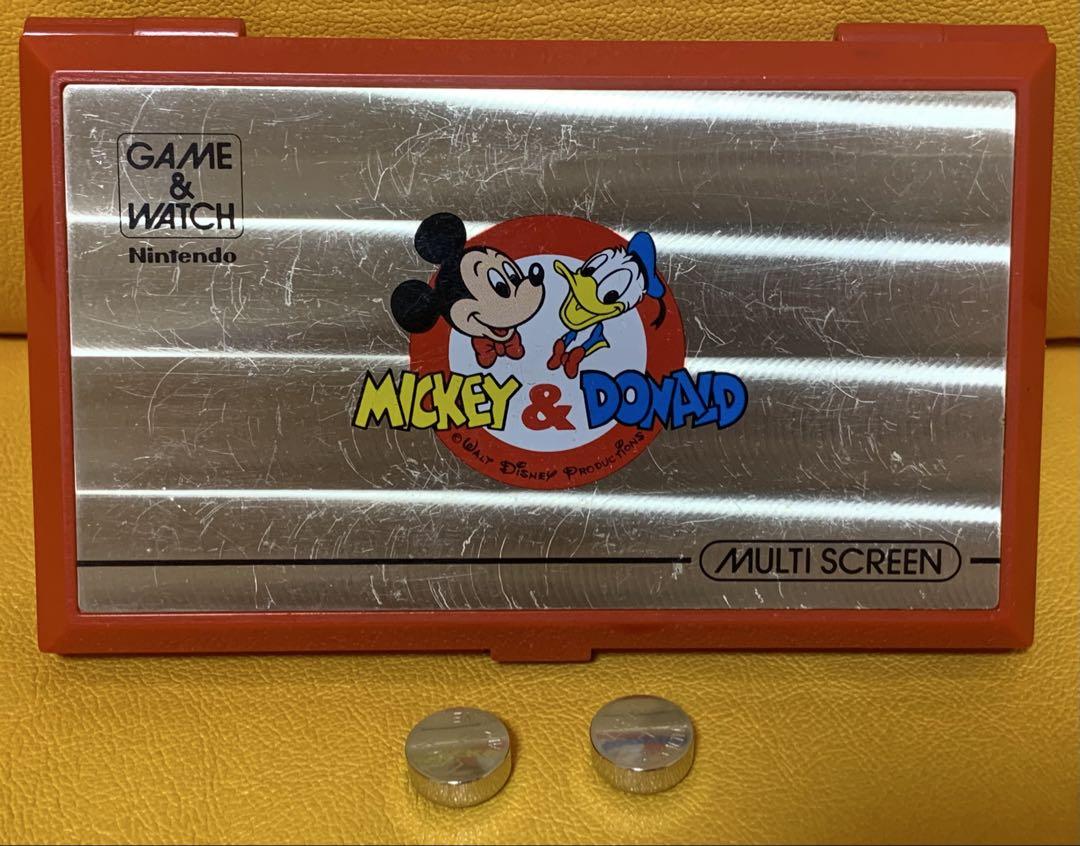 GAME
&
WATCH
Nintendo
MICKEY & DONALD
© WALT DISNEY PRODUCTIONS
MULTI SCREEN